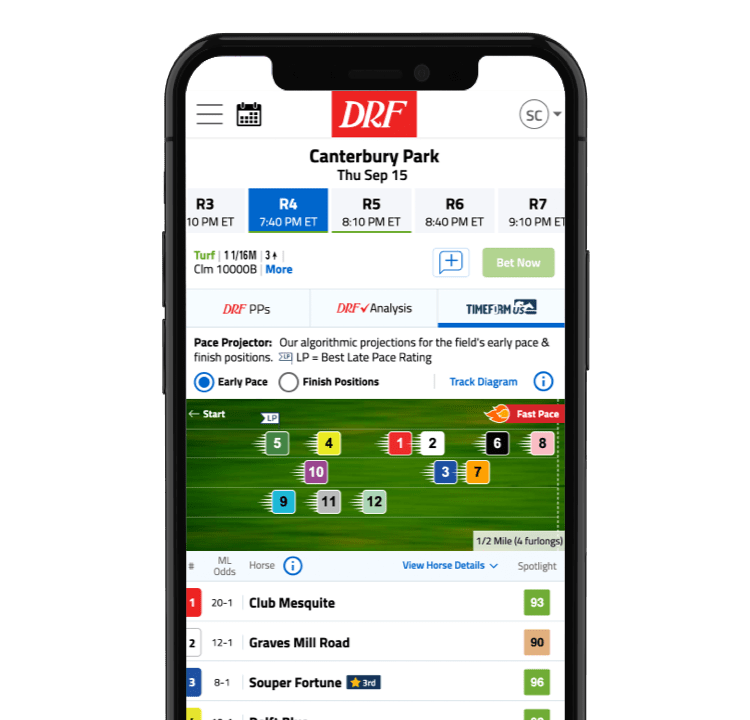 DRF
SC
Canterbury Park
Thu Sep 15
R3 R4 R5 R6 R7
10 PM ET 7:40 PM ET 8:10 PM ET 8:40 PM ET 9:10 PM ET
Turf | 1 1/16M | 3 |
Clm 10000B | More
Bet Now
DRF PPs DRF Analysis TIMEFORM US
Pace Projector: Our algorithmic projections for the field's early pace &
finish positions. LP LP = Best Late Pace Rating
Early Pace Finish Positions Track Diagram i
← Start LP Fast Pace
5 4 1 2 6 8
10 3 7
9 11 12
1/2 Mile (4 furlongs)
# ML Odds Horse i View Horse Details Spotlight
1 20-1 Club Mesquite 93
2 12-1 Graves Mill Road 90
3 8-1 Souper Fortune 3rd 96